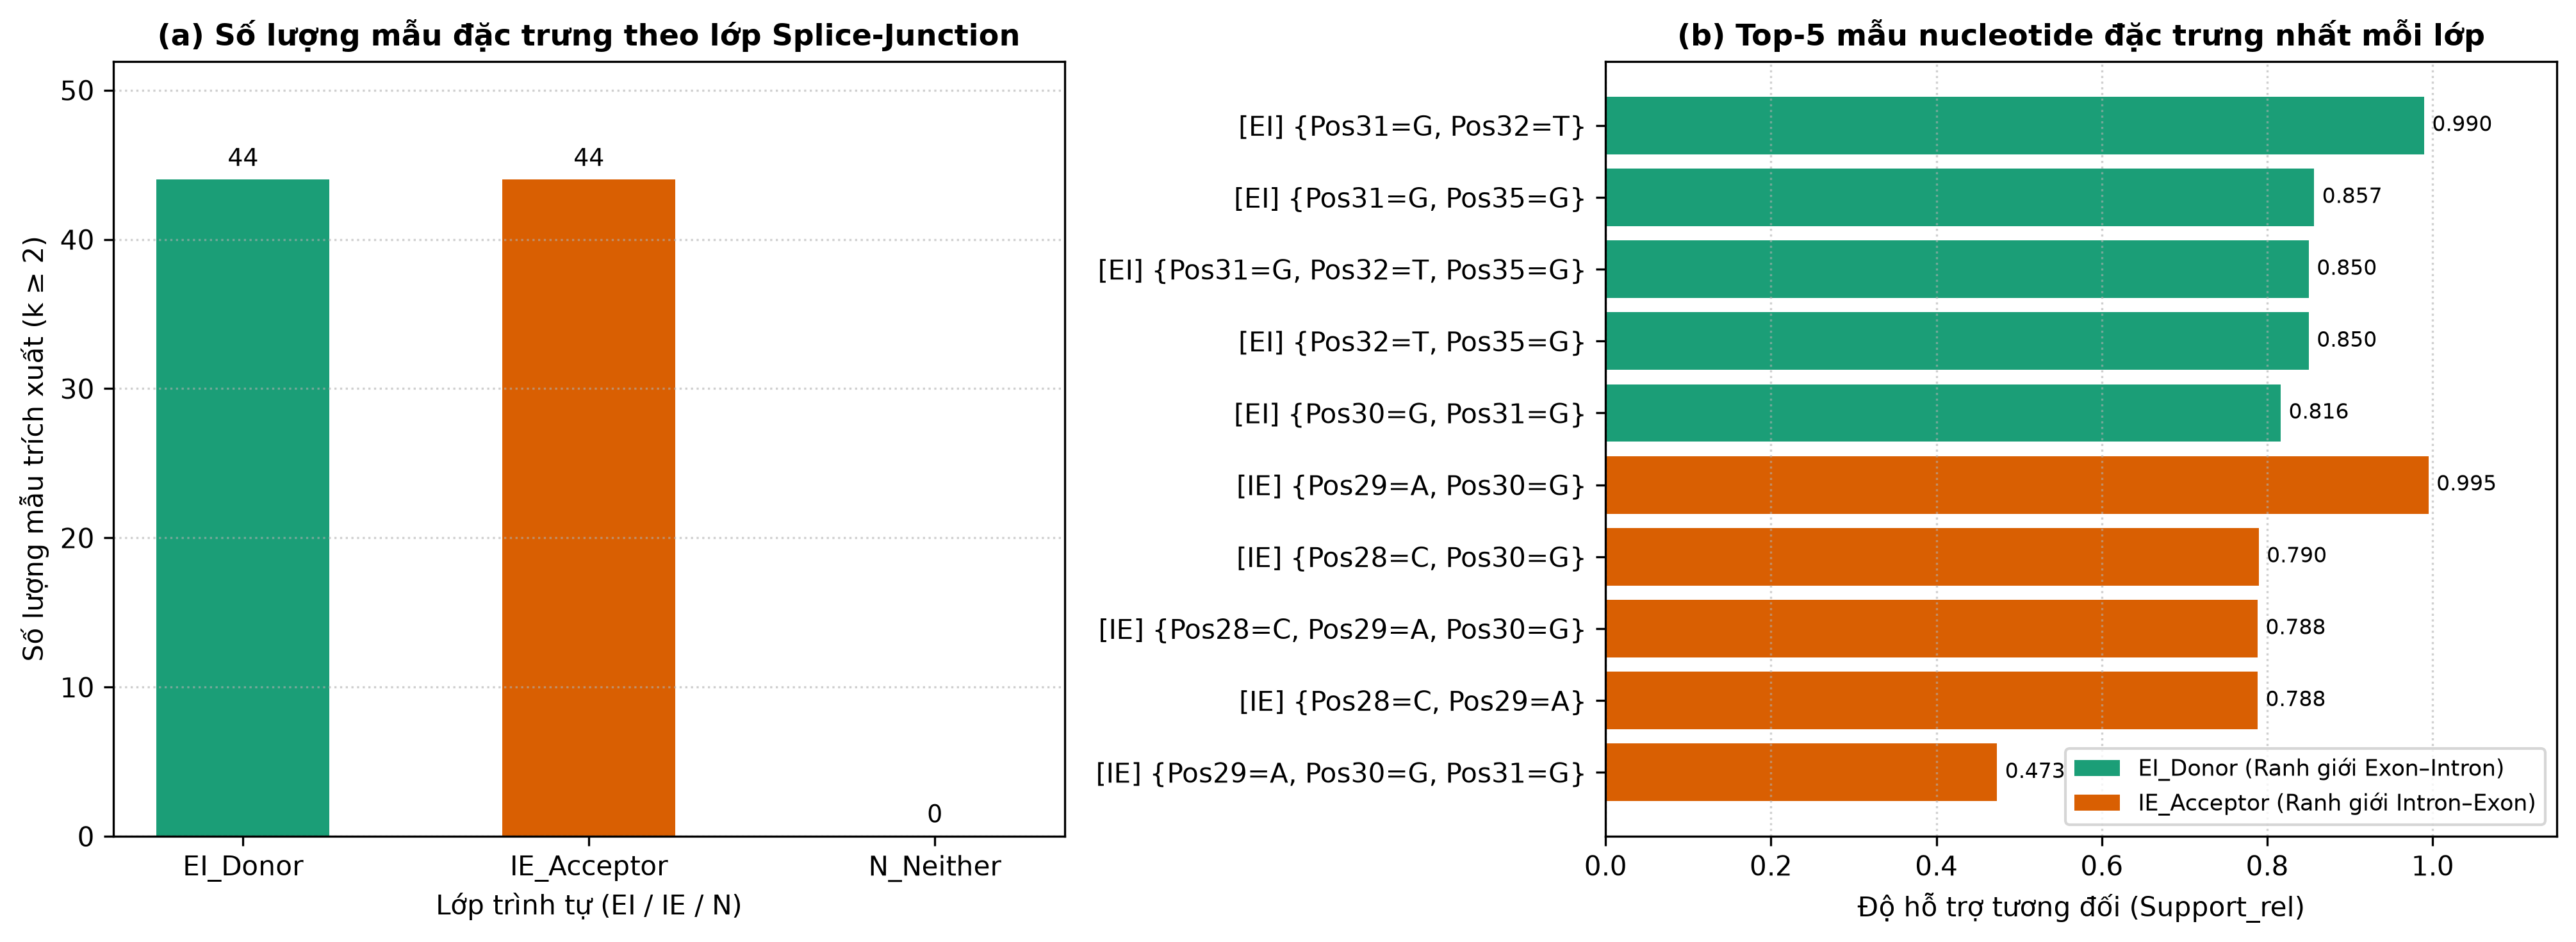 (a) Số lượng mẫu đặc trưng theo lớp Splice-Junction
Số lượng mẫu trích xuất (k ≥ 2)
50
40
30
20
10
0
44
44
0
EI_Donor
IE_Acceptor
N_Neither
Lớp trình tự (EI / IE / N)
(b) Top-5 mẫu nucleotide đặc trưng nhất mỗi lớp
[EI] {Pos31=G, Pos32=T}
0.990
[EI] {Pos31=G, Pos35=G}
0.857
[EI] {Pos31=G, Pos32=T, Pos35=G}
0.850
[EI] {Pos32=T, Pos35=G}
0.850
[EI] {Pos30=G, Pos31=G}
0.816
[IE] {Pos29=A, Pos30=G}
0.995
[IE] {Pos28=C, Pos30=G}
0.790
[IE] {Pos28=C, Pos29=A, Pos30=G}
0.788
[IE] {Pos28=C, Pos29=A}
0.788
[IE] {Pos29=A, Pos30=G, Pos31=G}
0.473
EI_Donor (Ranh giới Exon–Intron)
IE_Acceptor (Ranh giới Intron–Exon)
0.0
0.2
0.4
0.6
0.8
1.0
Độ hỗ trợ tương đối (Support_rel)